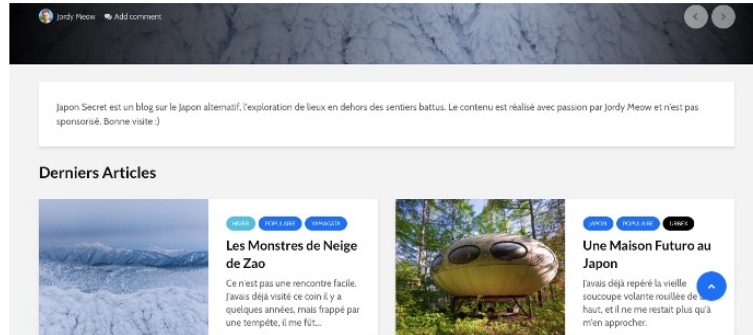 Jordy Meow Add comment
Japon Secret est un blog sur le Japon alternatif, l'exploration de lieux en dehors des sentiers battus. Le contenu est réalisé avec passion par Jordy Meow et n'est pas
sponsorisé. Bonne visite :)
Derniers Articles
HIVER POPULAIRE YAMAGATA
Les Monstres de Neige
de Zao
Ce n'est pas une rencontre facile.
J'avais déjà visité ce coin il y a
quelques années, mais frappé par
une tempête, il me fût...
JAPON POPULAIRE URBEX
Une Maison Futuro au
Japon
J'avais déjà repéré la vieille
soucoupe volante rouillée de
haut, et il ne me restait plus qu'à
m'en approcher.